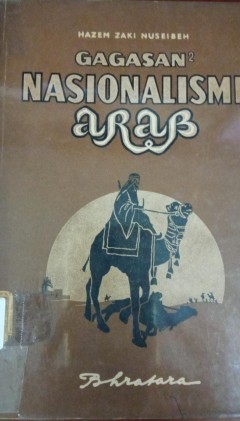 HAZEM ZAKI NUSEIBEH
GAGASAN²
NASIONALISME
ARAB
Bhratara